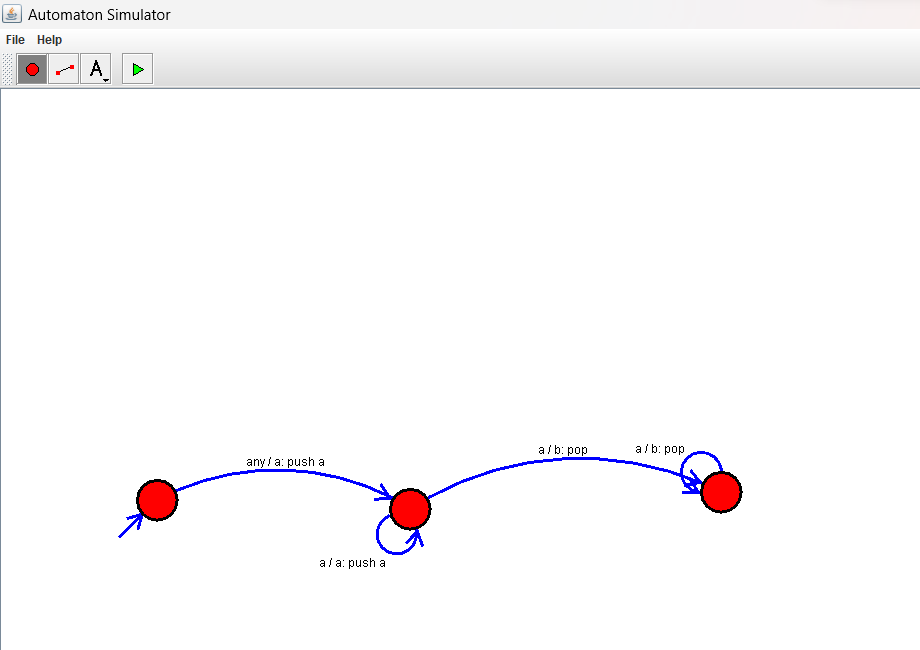 Automaton Simulator
File Help
A
any / a: push a
a / b: pop
a / b: pop
a / a: push a